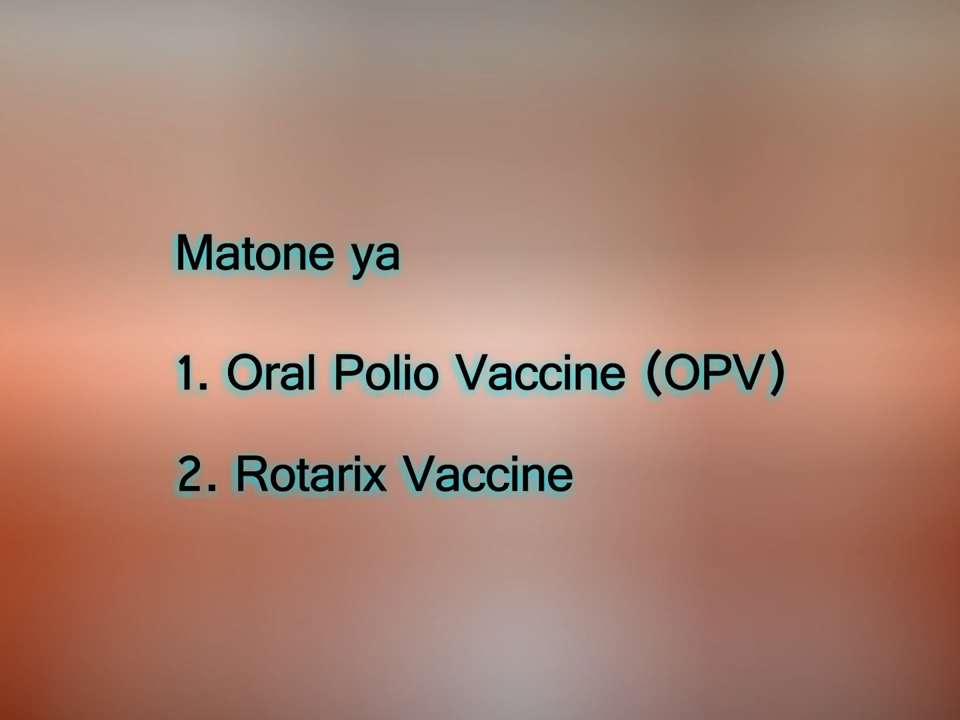 Matone ya
1. Oral Polio Vaccine (OPV)
2. Rotarix Vaccine